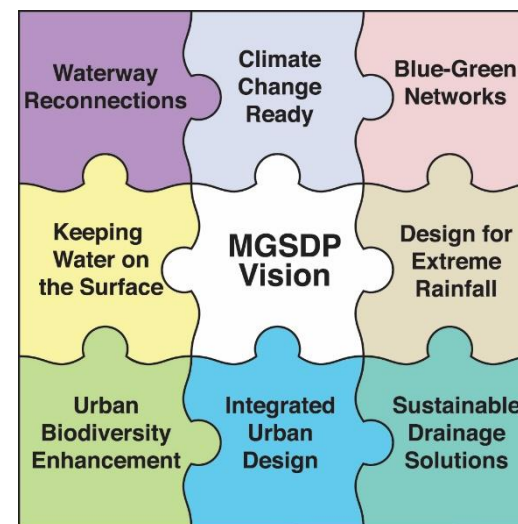 Waterway
Reconnections
Climate
Change
Ready
Blue-Green
Networks
Keeping
Water on
the Surface
MGSDP
Vision
Design for
Extreme
Rainfall
Urban
Biodiversity
Enhancement
Integrated
Urban
Design
Sustainable
Drainage
Solutions